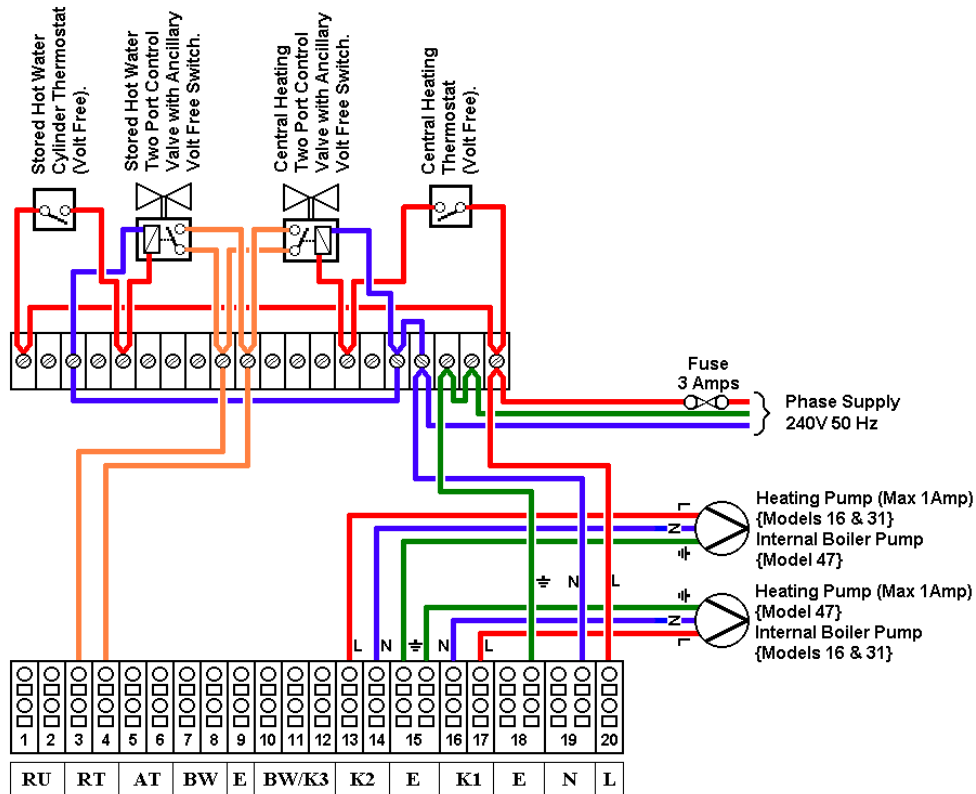 Stored Hot Water
Cylinder Thermostat
(Volt Free).
Stored Hot Water
Two Port Control
Valve with Ancillary
Volt Free Switch.
Central Heating
Two Port Control
Valve with Ancillary
Volt Free Switch.
Central Heating
Thermostat
(Volt Free).
Fuse
3 Amps
Phase Supply
240V 50 Hz
L
N
Heating Pump (Max 1Amp)
{Models 16 & 31}
Internal Boiler Pump
{Model 47}
N L
Heating Pump (Max 1Amp)
{Model 47}
Internal Boiler Pump
{Models 16 & 31}
N
L
L N N L
1 2 3 4 5 6 7 8 9 10 11 12 13 14 15 16 17 18 19 20
RU RT AT BW E BW/K3 K2 E K1 E N L